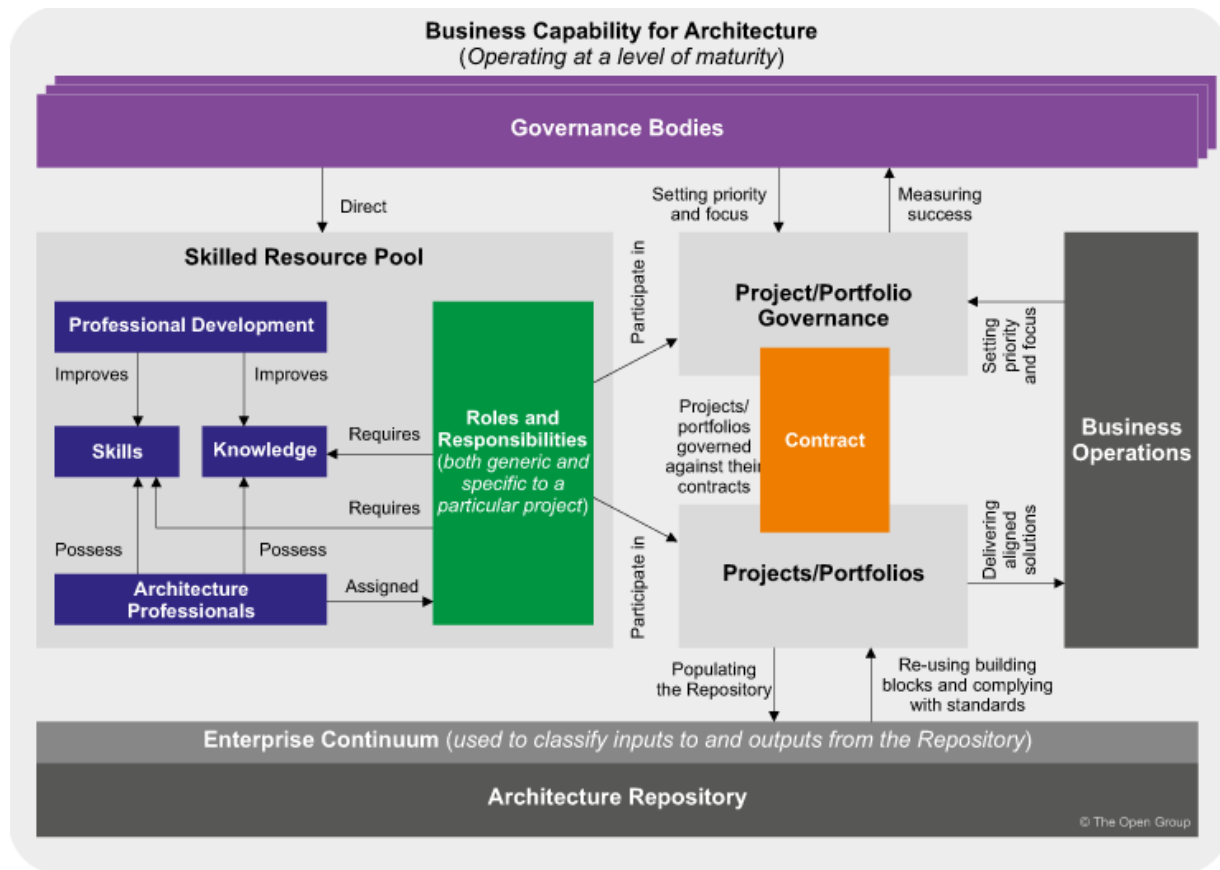 Business Capability for Architecture
(Operating at a level of maturity)
Governance Bodies
Direct
Setting priority
and focus
Measuring
success
Skilled Resource Pool
Professional Development
Improves
Improves
Skills
Knowledge
Requires
Requires
Possess
Possess
Architecture
Professionals
Assigned
Roles and
Responsibilities
(both generic and
specific to a
particular project)
Participate in
Participate in
Project/Portfolio
Governance
Projects/
portfolios
governed
against their
contracts
Contract
Projects/Portfolios
Setting
priority
and focus
Delivering
aligned
solutions
Business
Operations
Populating
the Repository
Re-using building
blocks and complying
with standards
Enterprise Continuum (used to classify inputs to and outputs from the Repository)
Architecture Repository
© The Open Group